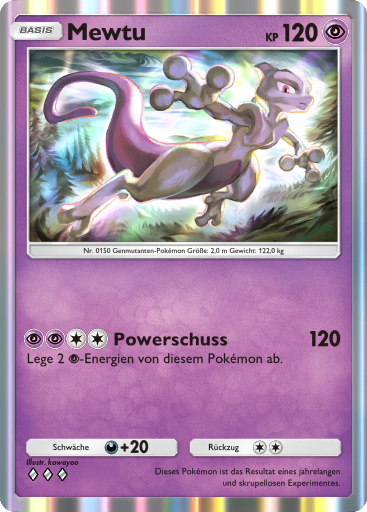 BASIS Mewtu KP 120
Nr. 0150 Genmutanten-Pokémon Größe: 2,0 m Gewicht: 122,0 kg
Powerschuss 120
Lege 2 -Energien von diesem Pokémon ab.
Schwäche +20 Rückzug
Illustr. kawayoo
Dieses Pokémon ist das Resultat eines jahrelangen
und skrupellosen Experimentes.